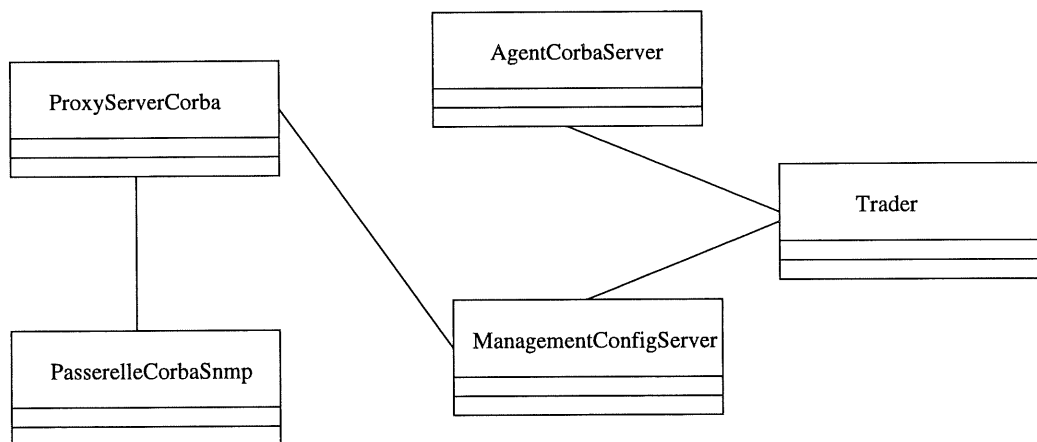 AgentCorbaServer
ProxyServerCorba
Trader
ManagementConfigServer
PasserelleCorbaSnmp